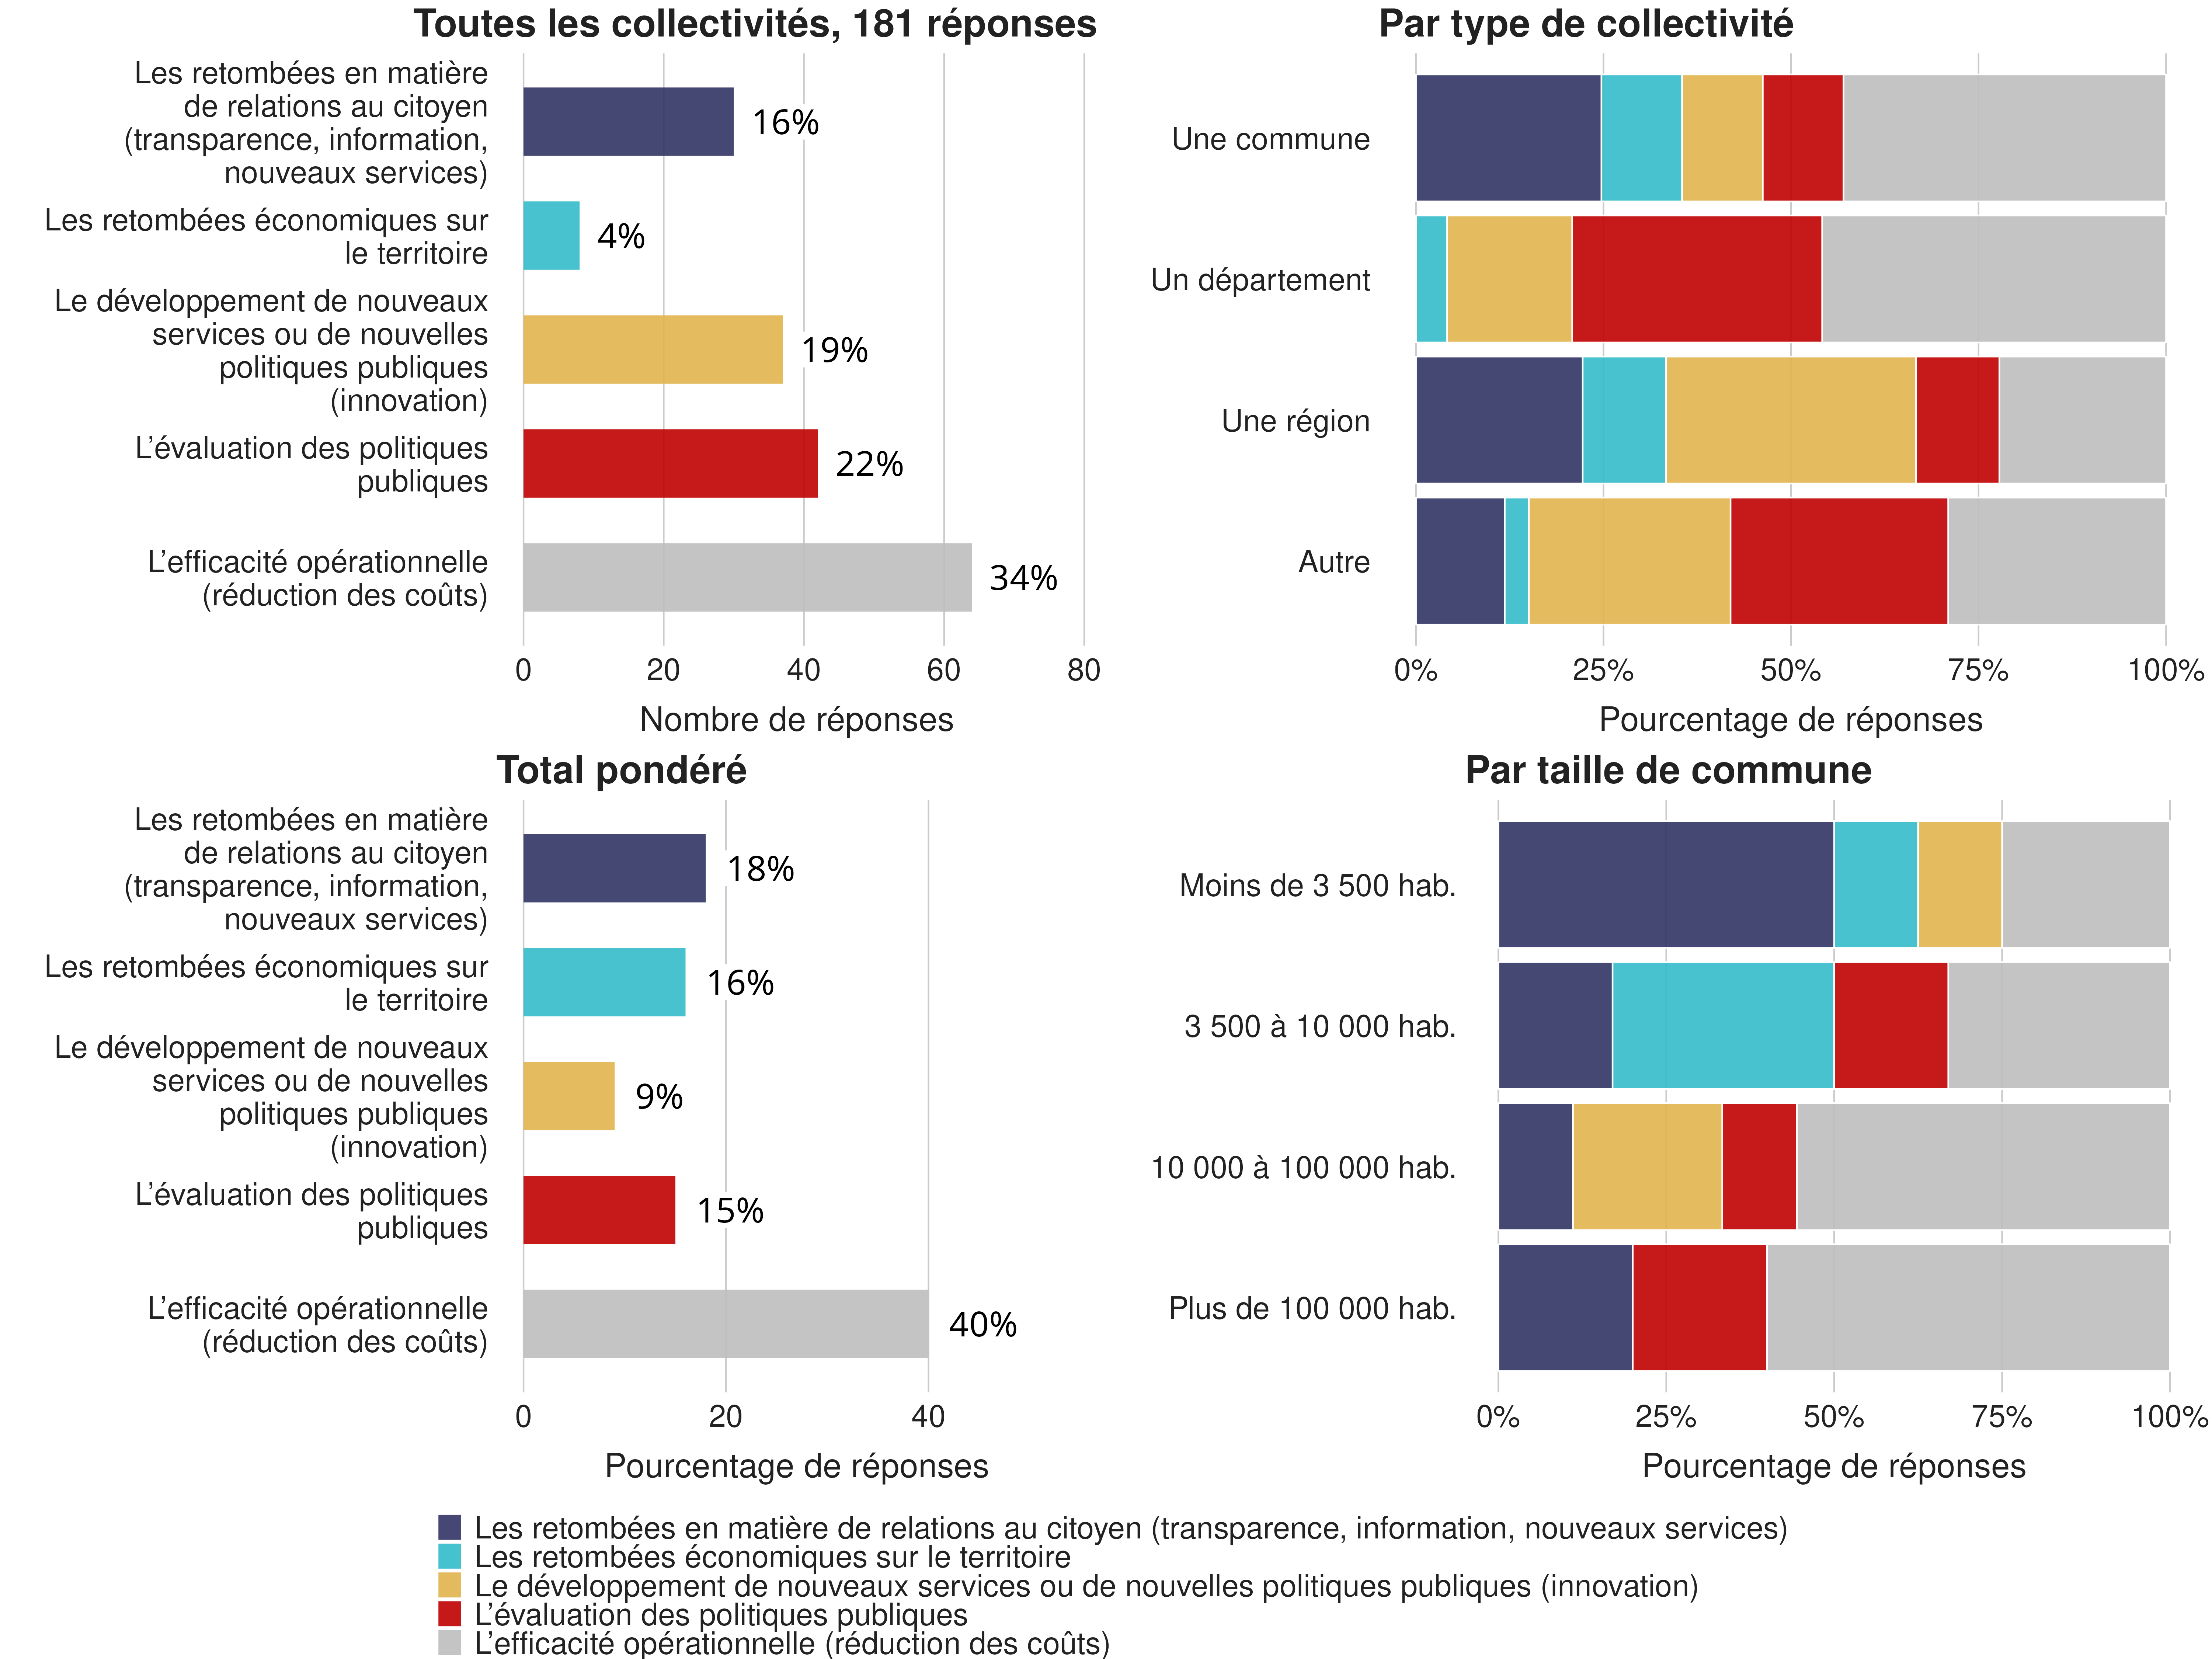 Toutes les collectivités, 181 réponses
Les retombées en matière
de relations au citoyen
(transparence, information,
nouveaux services)
16%
Les retombées économiques sur
le territoire
4%
Le développement de nouveaux
services ou de nouvelles
politiques publiques
(innovation)
19%
L’évaluation des politiques
publiques
22%
L’efficacité opérationnelle
(réduction des coûts)
34%
0 20 40 60 80
Nombre de réponses
Par type de collectivité
Une commune
Un département
Une région
Autre
0% 25% 50% 75% 100%
Pourcentage de réponses
Total pondéré
Les retombées en matière
de relations au citoyen
(transparence, information,
nouveaux services)
18%
Les retombées économiques sur
le territoire
16%
Le développement de nouveaux
services ou de nouvelles
politiques publiques
(innovation)
9%
L’évaluation des politiques
publiques
15%
L’efficacité opérationnelle
(réduction des coûts)
40%
0 20 40
Pourcentage de réponses
Par taille de commune
Moins de 3 500 hab.
3 500 à 10 000 hab.
10 000 à 100 000 hab.
Plus de 100 000 hab.
0% 25% 50% 75% 100%
Pourcentage de réponses
Les retombées en matière de relations au citoyen (transparence, information, nouveaux services)
Les retombées économiques sur le territoire
Le développement de nouveaux services ou de nouvelles politiques publiques (innovation)
L’évaluation des politiques publiques
L’efficacité opérationnelle (réduction des coûts)